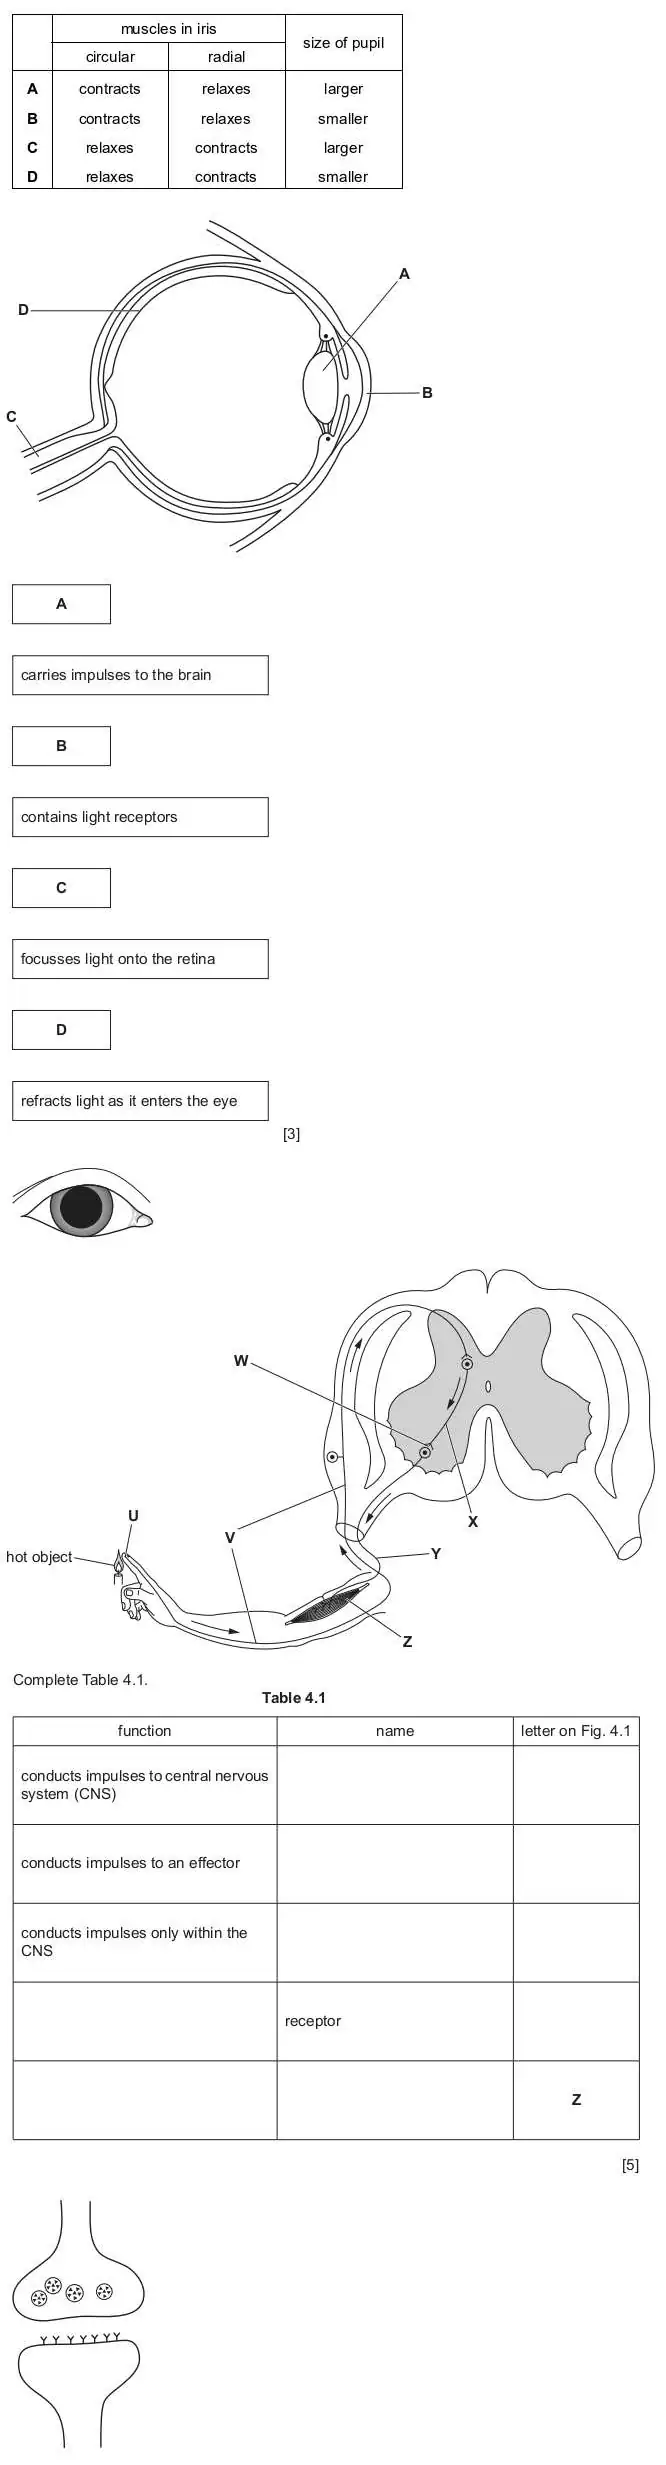 muscles in iris
size of pupil
circular radial
A contracts relaxes larger
B contracts relaxes smaller
C relaxes contracts larger
D relaxes contracts smaller
A
D
B
C
A
carries impulses to the brain
B
contains light receptors
C
focusses light onto the retina
D
refracts light as it enters the eye
[3]
W
U
X
V
hot object
Y
Z
Complete Table 4.1.
Table 4.1
function name letter on Fig. 4.1
conducts impulses to central nervous
system (CNS)
conducts impulses to an effector
conducts impulses only within the
CNS
receptor
Z
[5]